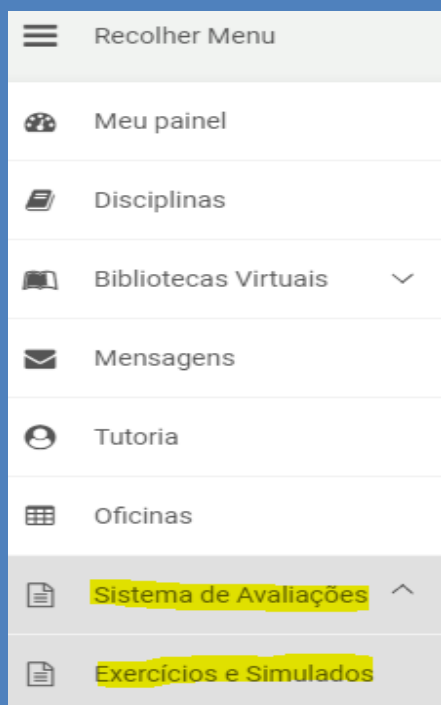 Recolher Menu
Meu painel
Disciplinas
Bibliotecas Virtuais
Mensagens
Tutoria
Oficinas
Sistema de Avaliações
Exercícios e Simulados